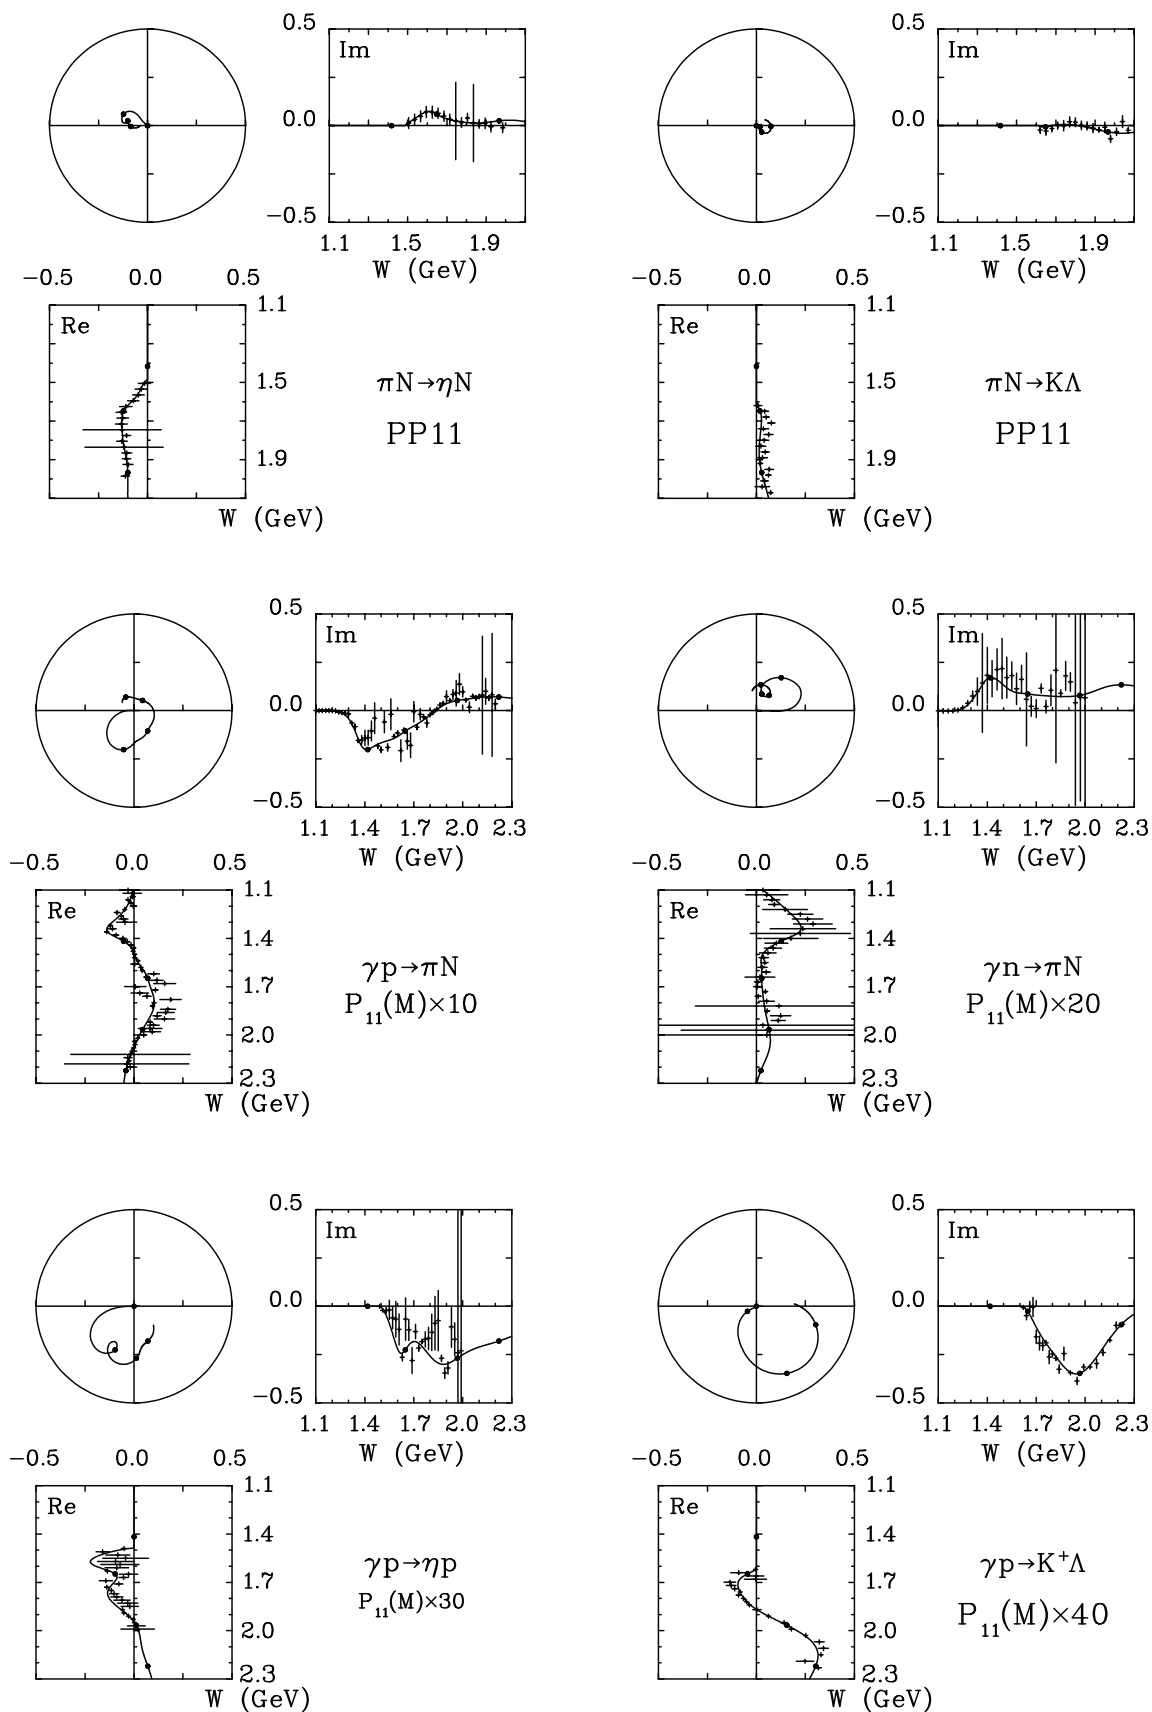 0.5 0.5
Im Im
0.0 0.0
−0.5 −0.5
1.1 1.5 1.9 1.1 1.5 1.9
W (GeV) W (GeV)
−0.5 0.0 0.5 −0.5 0.0 0.5
1.1 1.1
Re Re
1.5 1.5
πN→ηN πN→KΛ
PP11 PP11
1.9 1.9
W (GeV) W (GeV)
0.5 0.5
Im Im
0.0 0.0
−0.5 −0.5
1.1 1.4 1.7 2.0 2.3 1.1 1.4 1.7 2.0 2.3
W (GeV) W (GeV)
−0.5 0.0 0.5 −0.5 0.0 0.5
1.1 1.1
Re Re
1.4 1.4
γp→πN γn→πN
1.7 1.7
P₁₁(M)×10 P₁₁(M)×20
2.0 2.0
2.3 2.3
W (GeV) W (GeV)
0.5 0.5
Im Im
0.0 0.0
−0.5 −0.5
1.1 1.4 1.7 2.0 2.3 1.1 1.4 1.7 2.0 2.3
W (GeV) W (GeV)
−0.5 0.0 0.5 −0.5 0.0 0.5
1.1 1.1
Re Re
1.4 1.4
γp→ηp γp→K⁺Λ
1.7 1.7
P₁₁(M)×30 P₁₁(M)×40
2.0 2.0
2.3 2.3
W (GeV) W (GeV)